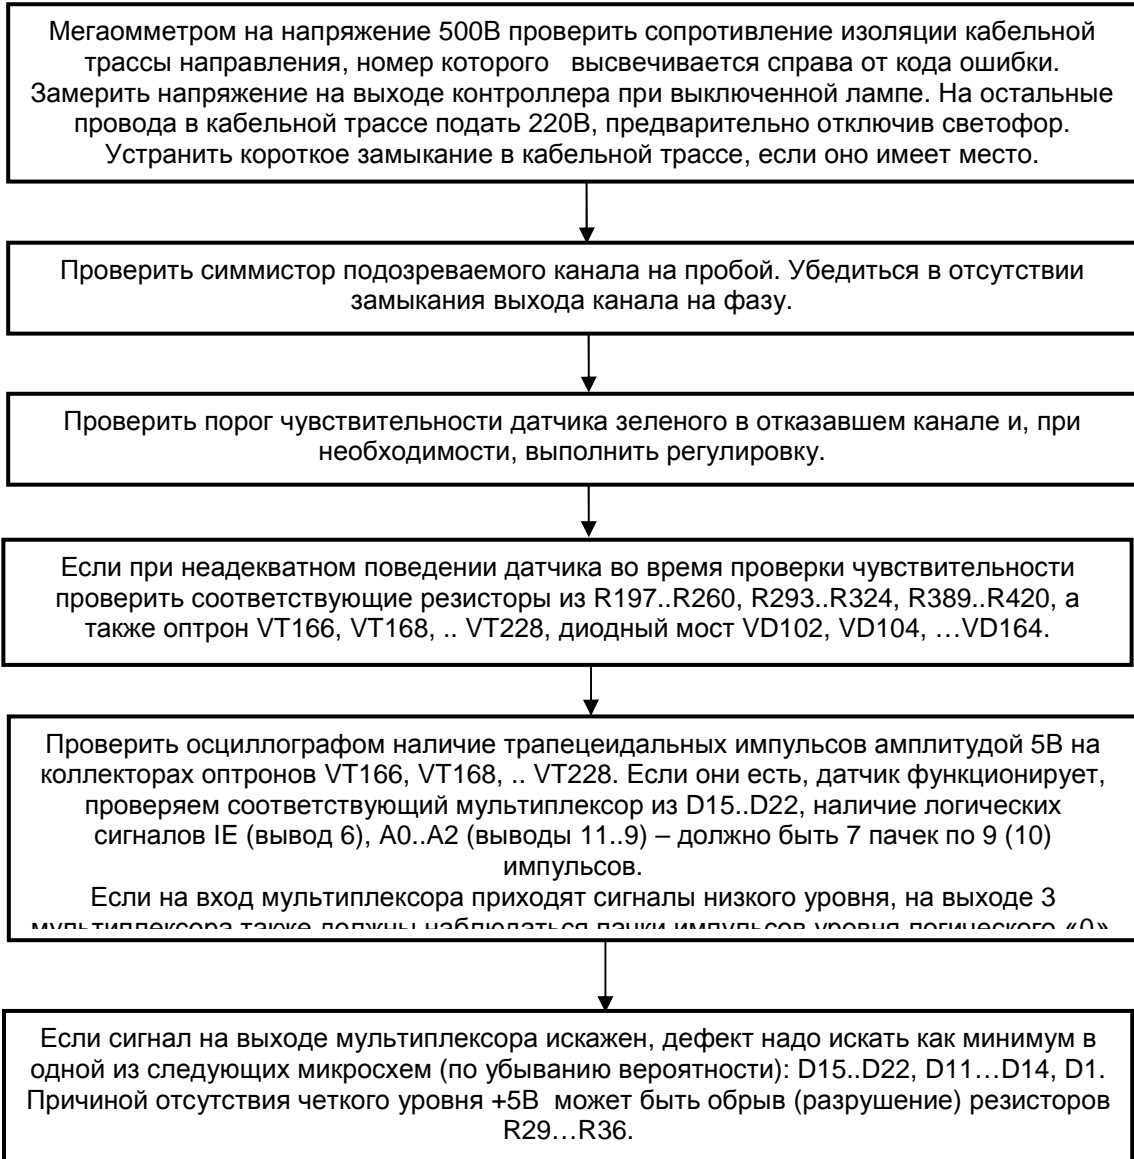 Мегаомметром на напряжение 500В проверить сопротивление изоляции кабельной
трассы направления, номер которого высвечивается справа от кода ошибки.
Замерить напряжение на выходе контроллера при выключенной лампе. На остальные
провода в кабельной трассе подать 220В, предварительно отключив светофор.
Устранить короткое замыкание в кабельной трассе, если оно имеет место.
Проверить симмистор подозреваемого канала на пробой. Убедиться в отсутствии
замыкания выхода канала на фазу.
Проверить порог чувствительности датчика зеленого в отказавшем канале и, при
необходимости, выполнить регулировку.
Если при неадекватном поведении датчика во время проверки чувствительности
проверить соответствующие резисторы из R197..R260, R293..R324, R389..R420, а
также оптрон VT166, VT168, .. VT228, диодный мост VD102, VD104, …VD164.
Проверить осциллографом наличие трапецеидальных импульсов амплитудой 5В на
коллекторах оптронов VT166, VT168, .. VT228. Если они есть, датчик функционирует,
проверяем соответствующий мультиплексор из D15..D22, наличие логических
сигналов IE (вывод 6), A0..A2 (выводы 11..9) – должно быть 7 пачек по 9 (10)
импульсов.
Если на вход мультиплексора приходят сигналы низкого уровня, на выходе 3
мультиплексора также должны наблюдаться пачки импульсов уровня логического «0»
Если сигнал на выходе мультиплексора искажен, дефект надо искать как минимум в
одной из следующих микросхем (по убыванию вероятности): D15..D22, D11…D14, D1.
Причиной отсутствия четкого уровня +5В может быть обрыв (разрушение) резисторов
R29…R36.